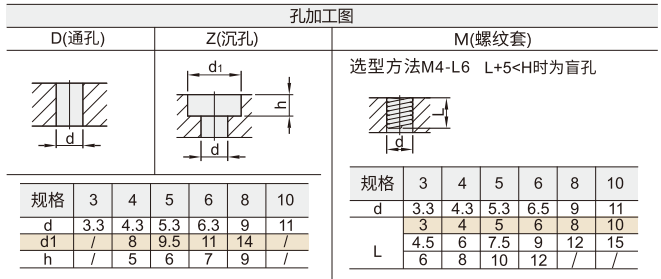 孔加工图
D(通孔) Z(沉孔) M(螺纹套)
选型方法M4-L6 L+5<H时为盲孔
d
d1
h
d
L
d
规格 3 4 5 6 8 10
d 3.3 4.3 5.3 6.3 9 11
d1 / 8 9.5 11 14 /
h / 5 6 7 9 /
规格 3 4 5 6 8 10
d 3.3 4.3 5.3 6.5 9 11
L 3 4 5 6 8 10
4.5 6 7.5 9 12 15
6 8 10 12 / /